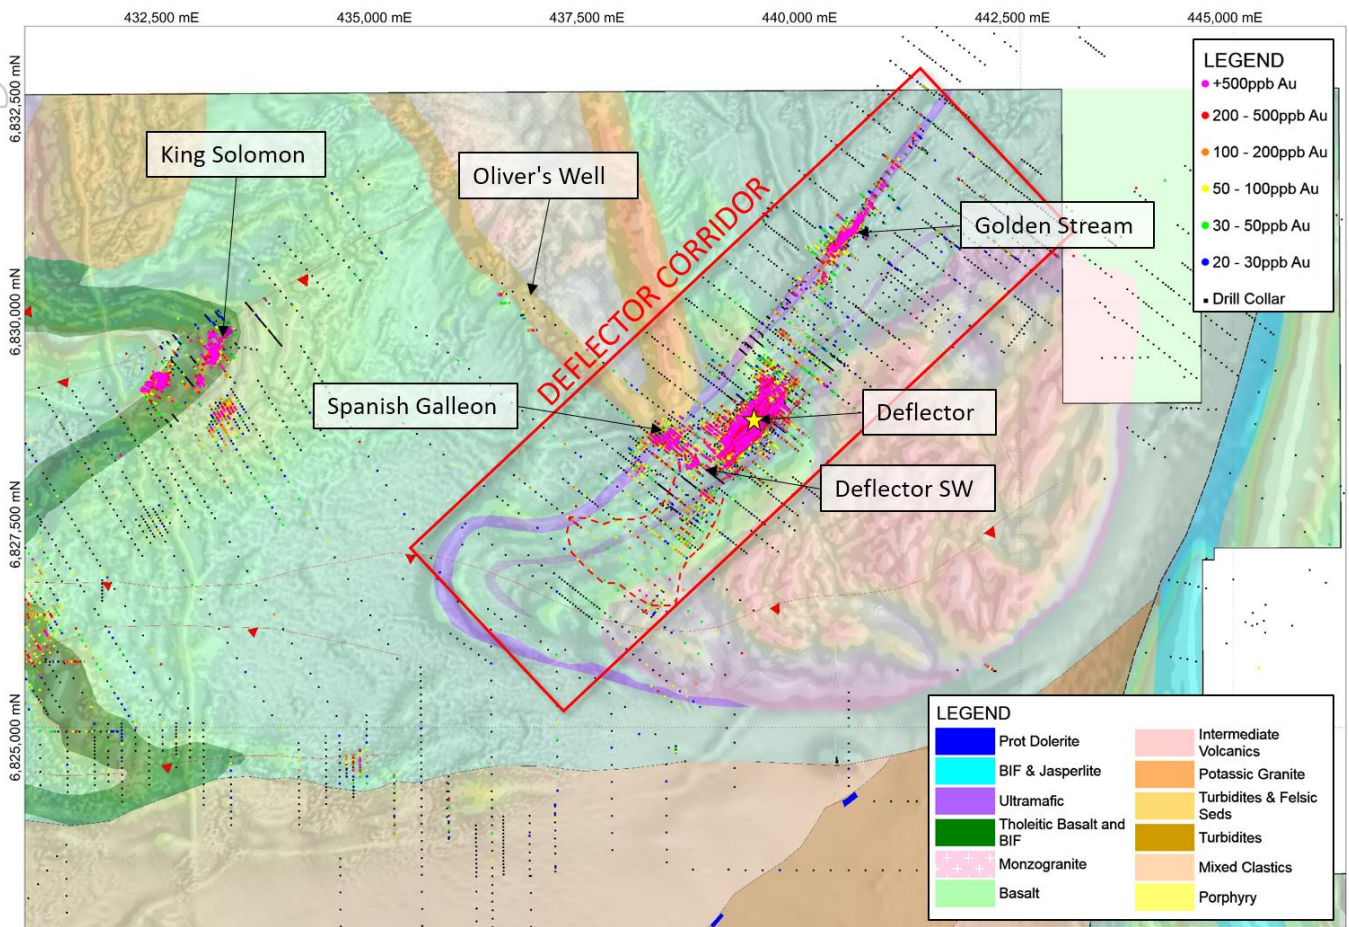 432,500 mE
435,000 mE
437,500 mE
440,000 mE
442,500 mE
445,000 mE
6,832,500 mN
6,830,000 mN
6,827,500 mN
6,825,000 mN
King Solomon
Oliver's Well
DEFLECTOR CORRIDOR
Golden Stream
Spanish Galleon
Deflector
Deflector SW
LEGEND
+500ppb Au
200 - 500ppb Au
100 - 200ppb Au
50 - 100ppb Au
30 - 50ppb Au
20 - 30ppb Au
Drill Collar
LEGEND
Prot Dolerite
BIF & Jasperlite
Ultramafic
Tholeitic Basalt and
BIF
Monzogranite
Basalt
Intermediate
Volcanics
Potassic Granite
Turbidites & Felsic
Seds
Turbidites
Mixed Clastics
Porphyry